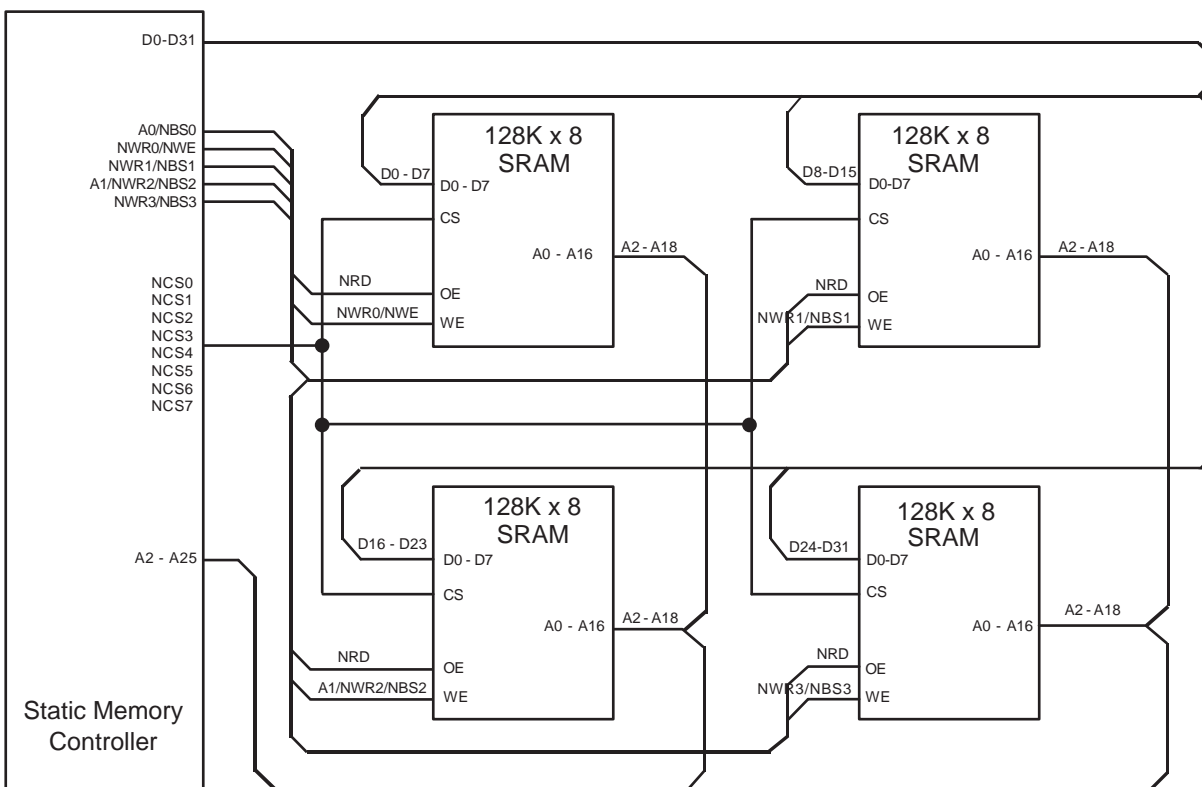 D0-D31
A0/NBS0
NWR0/NWE
NWR1/NBS1
A1/NWR2/NBS2
NWR3/NBS3
NCS0
NCS1
NCS2
NCS3
NCS4
NCS5
NCS6
NCS7
A2 - A25
Static Memory
Controller
128K x 8
SRAM
D0 - D7
D0 - D7
CS
A0 - A16
A2 - A18
NRD
OE
NWR0/NWE
WE
128K x 8
SRAM
D8-D15
D0-D7
CS
A0 - A16
A2 - A18
NRD
OE
NWR1/NBS1
WE
128K x 8
SRAM
D16 - D23
D0 - D7
CS
A0 - A16
A2 - A18
NRD
OE
A1/NWR2/NBS2
WE
128K x 8
SRAM
D24-D31
D0-D7
CS
A0 - A16
A2 - A18
NRD
OE
NWR3/NBS3
WE